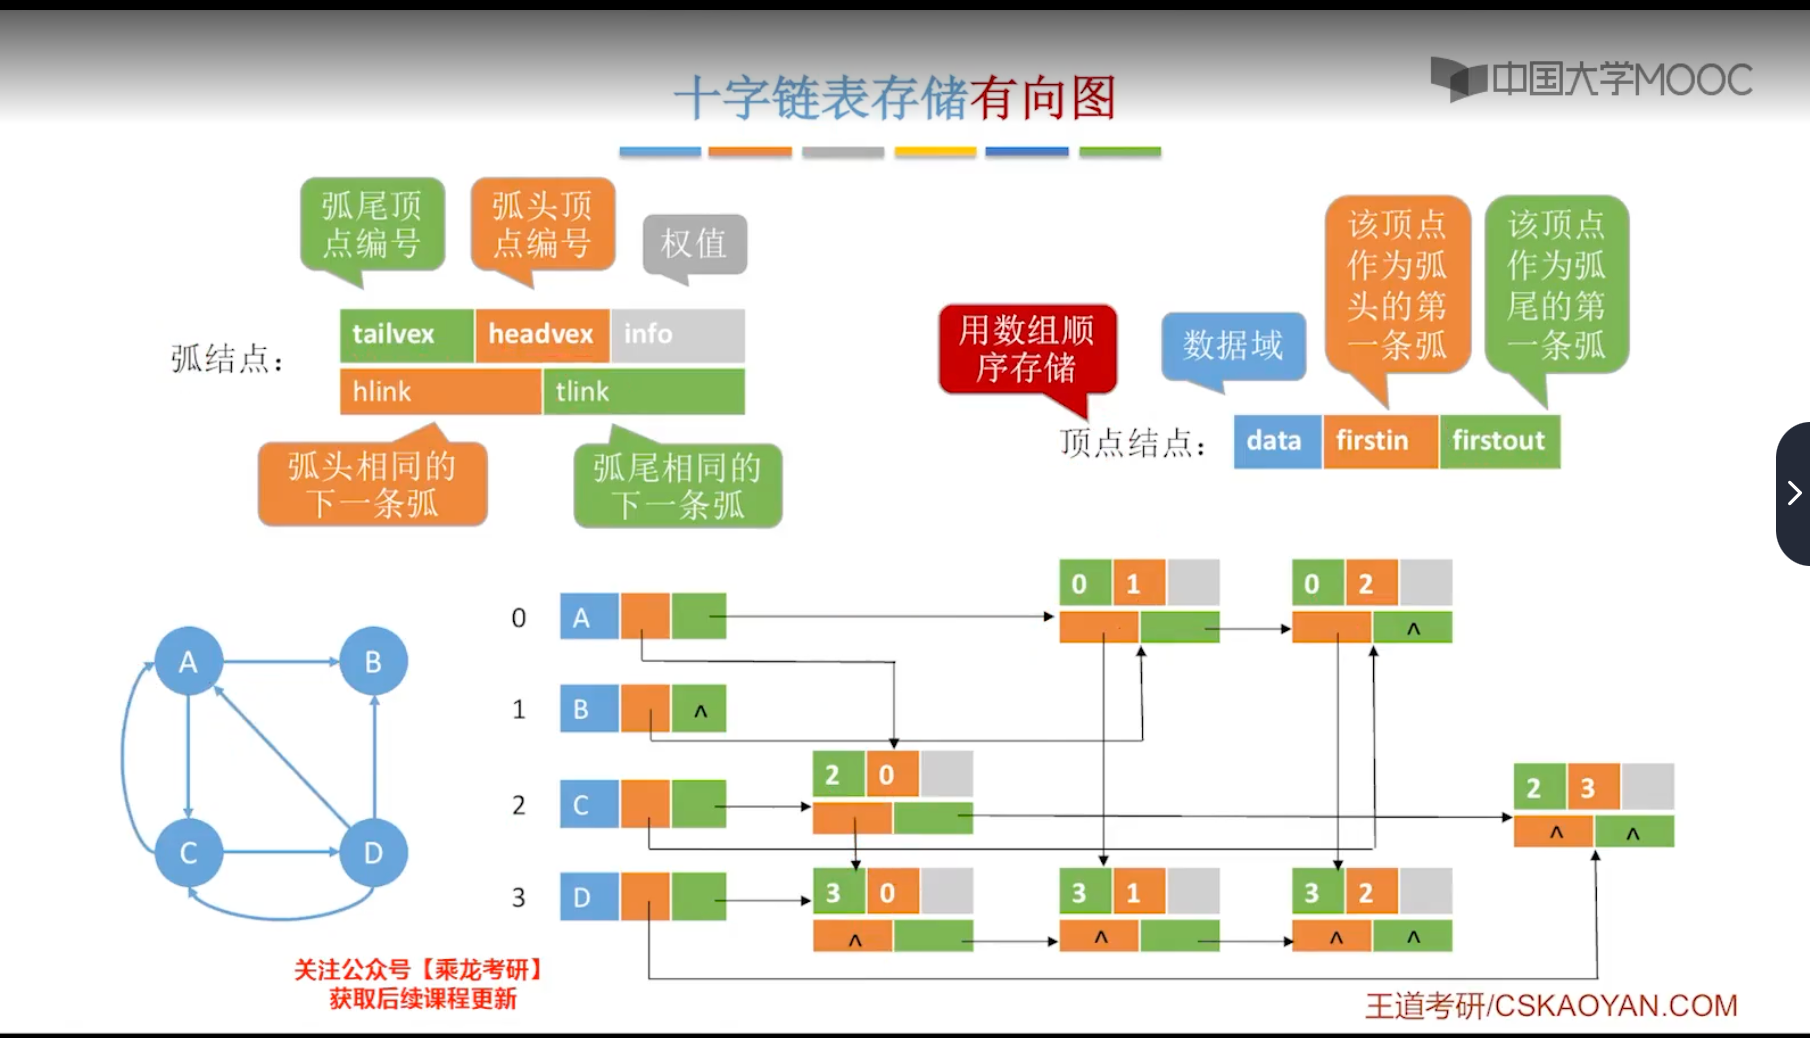 中国大学MOOC
十字链表存储有向图
弧尾顶
点编号
弧头顶
点编号
权值
弧结点：
tailvex headvex info
hlink tlink
弧头相同的
下一条弧
弧尾相同的
下一条弧
用数组顺
序存储
数据域
该顶点
作为弧
头的第
一条弧
该顶点
作为弧
尾的第
一条弧
顶点结点：
data firstin firstout
A B
C D
0 A
0 1
0 2
^
1 B ^
2 C
2 0
2 3
^ ^
3 D
3 0
3 1
3 2
^
^
^ ^
关注公众号【乘龙考研】
获取后续课程更新
王道考研/CSKAOYAN.COM